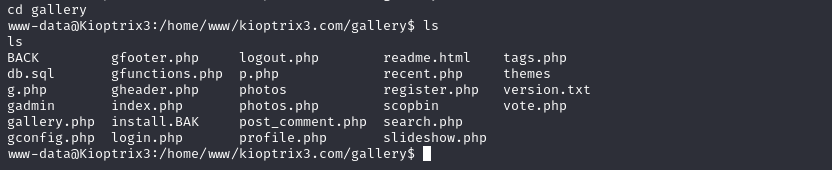 cd gallery
www-data@Kioptrix3:/home/www/kioptrix3.com/gallery$ ls
ls
BACK gfooter.php logout.php readme.html tags.php
db.sql gfunctions.php p.php recent.php themes
g.php gheader.php photos register.php version.txt
gadmin index.php photos.php scopbin vote.php
gallery.php install.BAK post_comment.php search.php
gconfig.php login.php profile.php slideshow.php
www-data@Kioptrix3:/home/www/kioptrix3.com/gallery$